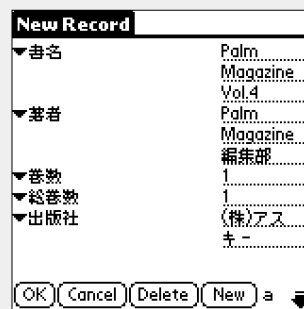 New Record
書名 Palm
Magazine
Vol.4
著者 Palm
Magazine
編集部
巻数 1
総巻数 1
出版社 (株)アス
キー
OK Cancel Delete New a